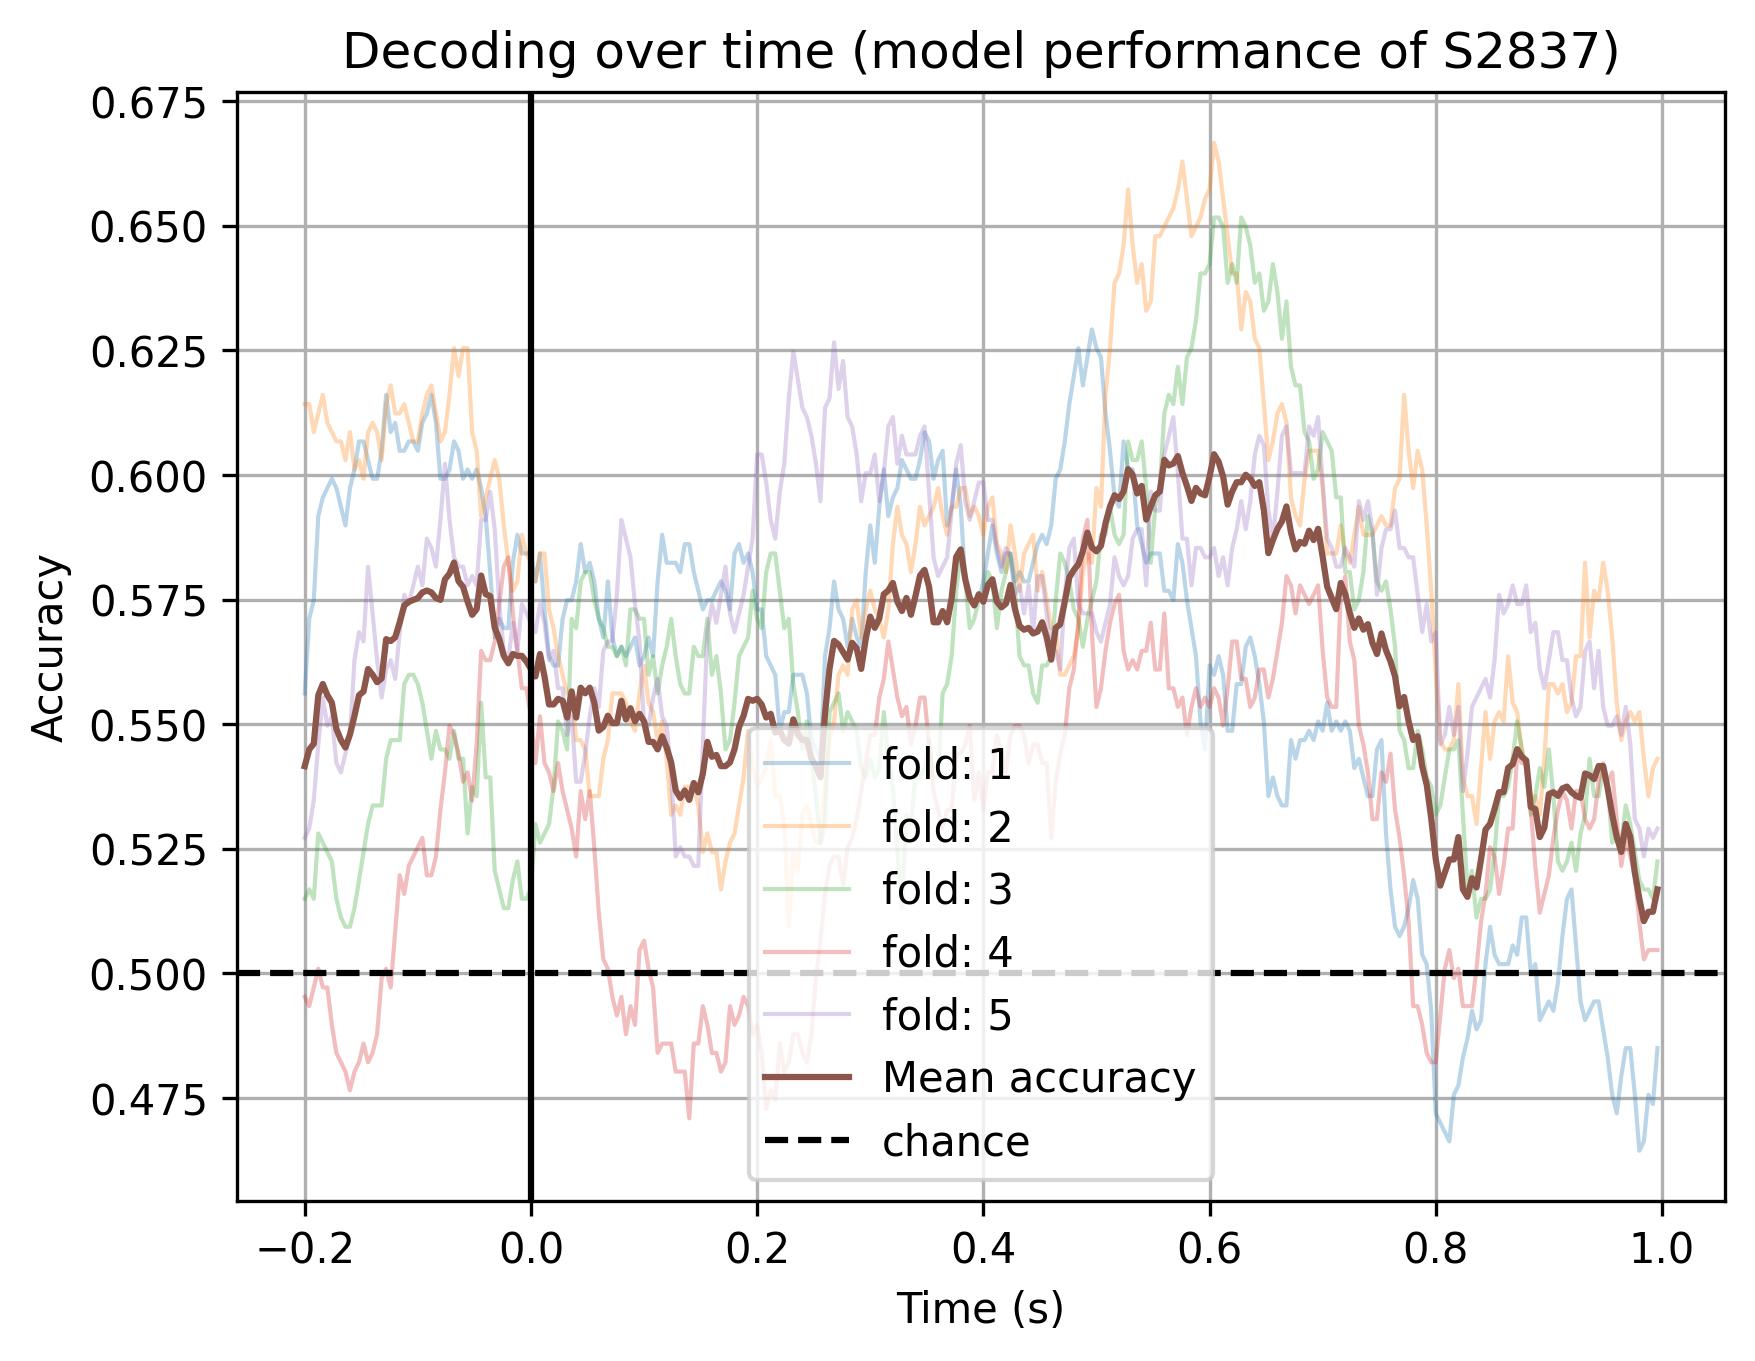 Decoding over time (model performance of S2837)
Accuracy
0.675
0.650
0.625
0.600
0.575
0.550
0.525
0.500
0.475
fold: 1
fold: 2
fold: 3
fold: 4
fold: 5
Mean accuracy
chance
−0.2 0.0 0.2 0.4 0.6 0.8 1.0
Time (s)